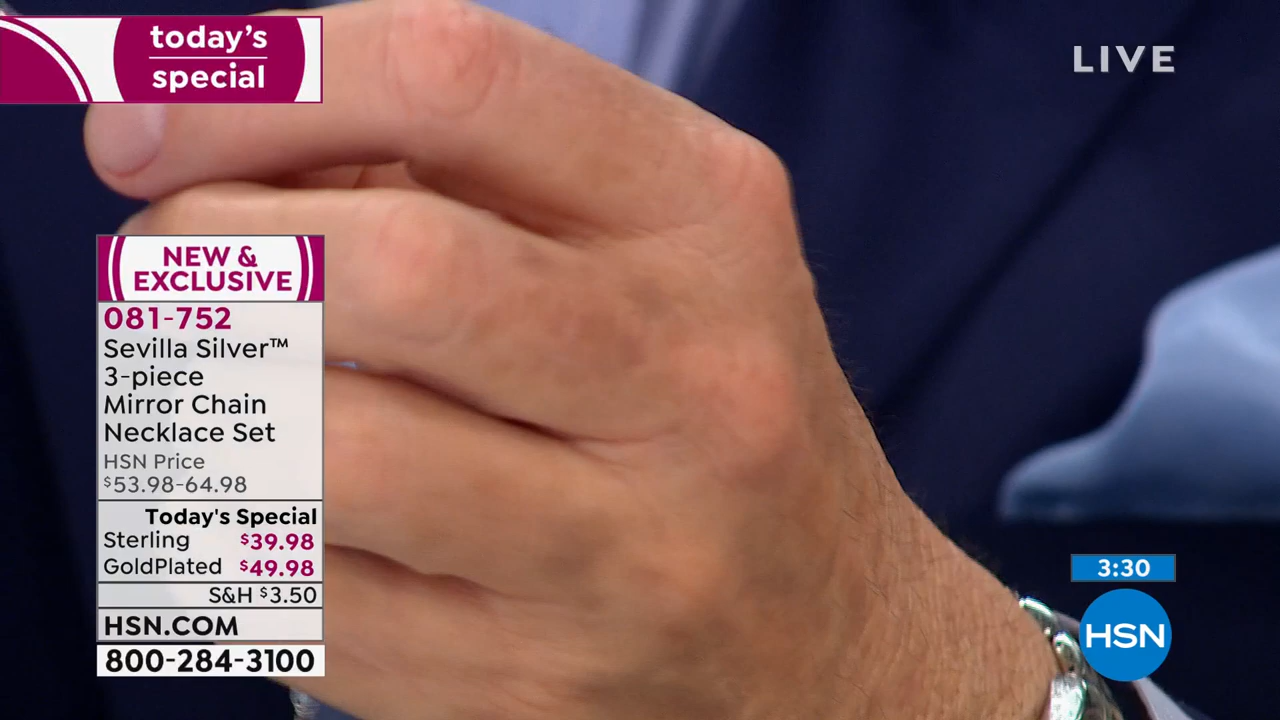 today's
special
LIVE
NEW &
EXCLUSIVE
081-752
Sevilla Silver™
3-piece
Mirror Chain
Necklace Set
HSN Price
$53.98-64.98
Today's Special
Sterling $39.98
GoldPlated $49.98
S&H $3.50
HSN.COM
800-284-3100
3:30
HSN